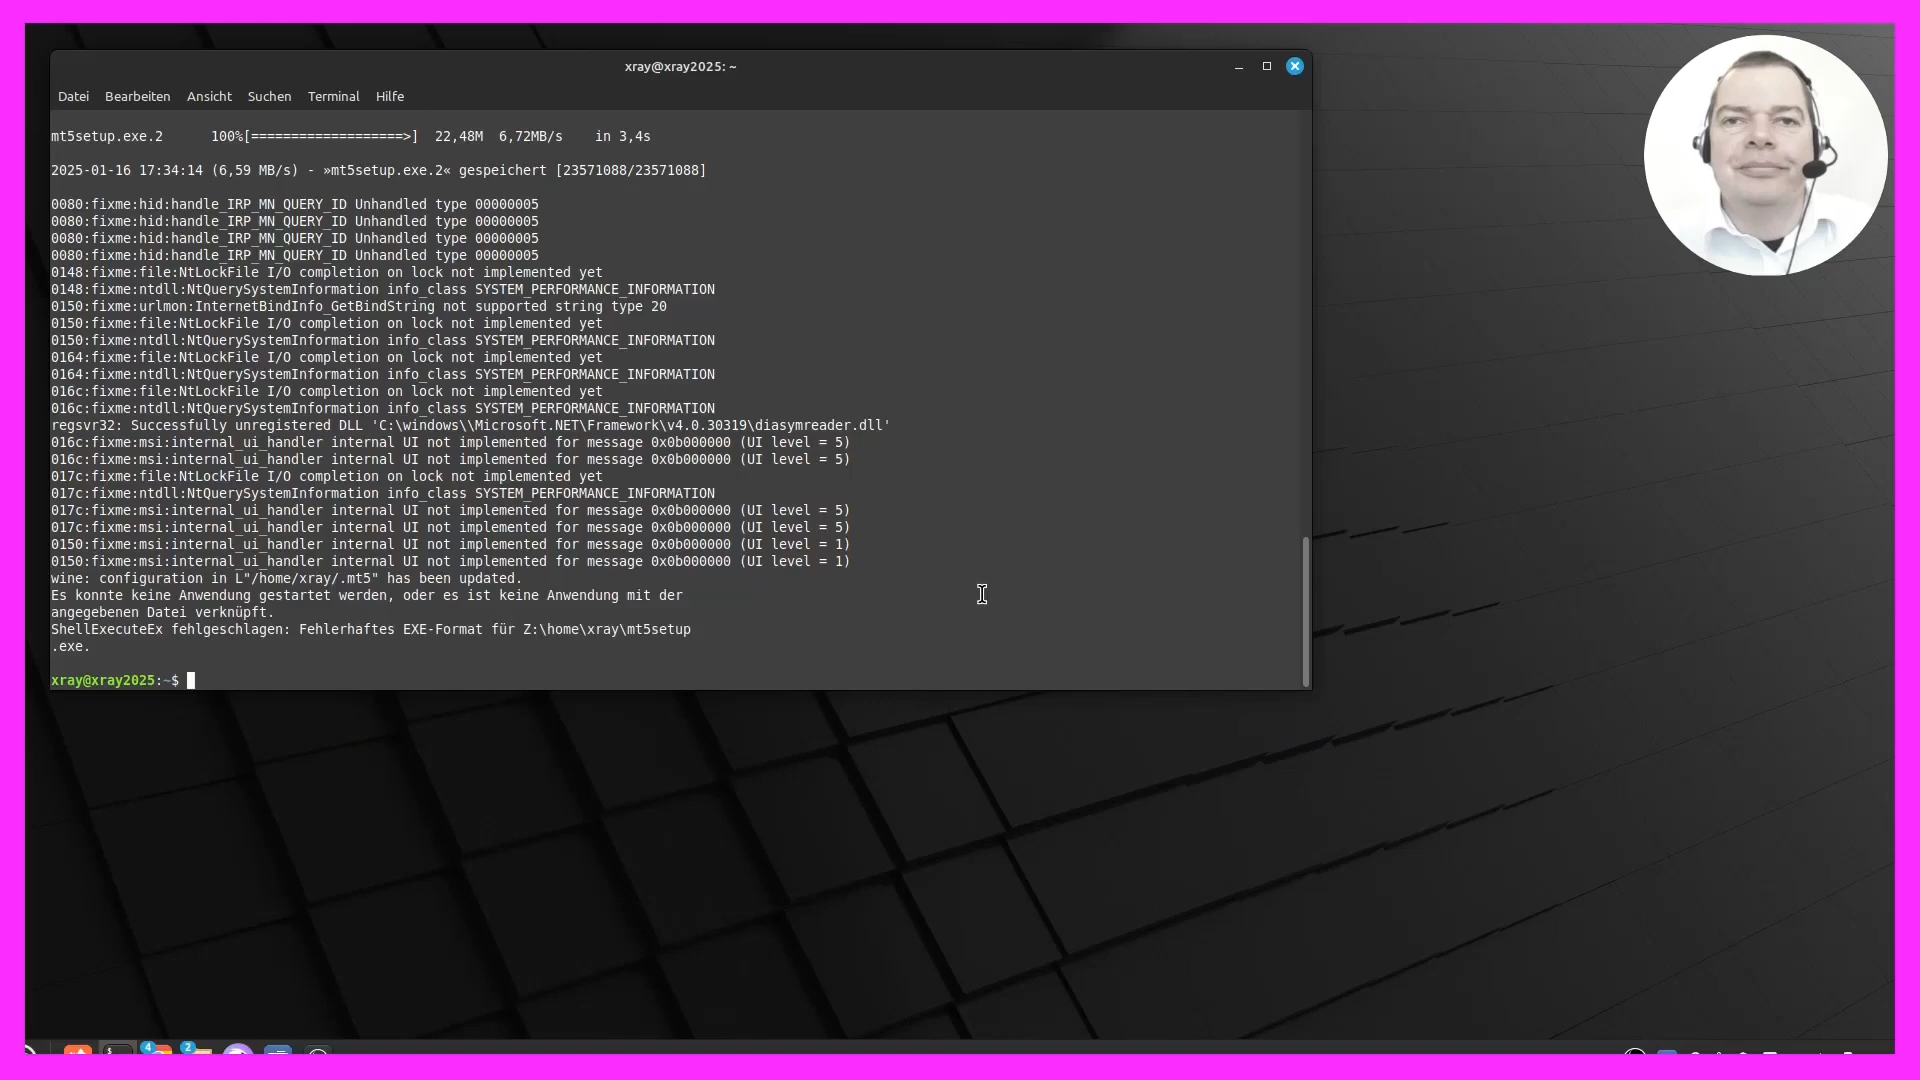 xray@xray2025: ~
Datei Bearbeiten Ansicht Suchen Terminal Hilfe
mt5setup.exe.2      100%[===================>]  22,48M  6,72MB/s    in 3,4s
2025-01-16 17:34:14 (6,59 MB/s) - »mt5setup.exe.2« gespeichert [23571088/23571088]
0080:fixme:hid:handle_IRP_MN_QUERY_ID Unhandled type 00000005
0080:fixme:hid:handle_IRP_MN_QUERY_ID Unhandled type 00000005
0080:fixme:hid:handle_IRP_MN_QUERY_ID Unhandled type 00000005
0080:fixme:hid:handle_IRP_MN_QUERY_ID Unhandled type 00000005
0148:fixme:file:NtLockFile I/O completion on lock not implemented yet
0148:fixme:ntdll:NtQuerySystemInformation info_class SYSTEM_PERFORMANCE_INFORMATION
0150:fixme:urlmon:InternetBindInfo_GetBindString not supported string type 20
0150:fixme:file:NtLockFile I/O completion on lock not implemented yet
0150:fixme:ntdll:NtQuerySystemInformation info_class SYSTEM_PERFORMANCE_INFORMATION
0164:fixme:file:NtLockFile I/O completion on lock not implemented yet
0164:fixme:ntdll:NtQuerySystemInformation info_class SYSTEM_PERFORMANCE_INFORMATION
016c:fixme:file:NtLockFile I/O completion on lock not implemented yet
016c:fixme:ntdll:NtQuerySystemInformation info_class SYSTEM_PERFORMANCE_INFORMATION
regsvr32: Successfully unregistered DLL 'C:\windows\\Microsoft.NET\Framework\v4.0.30319\diasymreader.dll'
016c:fixme:msi:internal_ui_handler internal UI not implemented for message 0x0b000000 (UI level = 5)
016c:fixme:msi:internal_ui_handler internal UI not implemented for message 0x0b000000 (UI level = 5)
017c:fixme:file:NtLockFile I/O completion on lock not implemented yet
017c:fixme:ntdll:NtQuerySystemInformation info_class SYSTEM_PERFORMANCE_INFORMATION
017c:fixme:msi:internal_ui_handler internal UI not implemented for message 0x0b000000 (UI level = 5)
017c:fixme:msi:internal_ui_handler internal UI not implemented for message 0x0b000000 (UI level = 5)
0150:fixme:msi:internal_ui_handler internal UI not implemented for message 0x0b000000 (UI level = 1)
0150:fixme:msi:internal_ui_handler internal UI not implemented for message 0x0b000000 (UI level = 1)
wine: configuration in L"/home/xray/.mt5" has been updated.
Es konnte keine Anwendung gestartet werden, oder es ist keine Anwendung mit der
angegebenen Datei verknüpft.
ShellExecuteEx fehlgeschlagen: Fehlerhaftes EXE-Format für Z:\home\xray\mt5setup
.exe.
xray@xray2025:~$
4 2